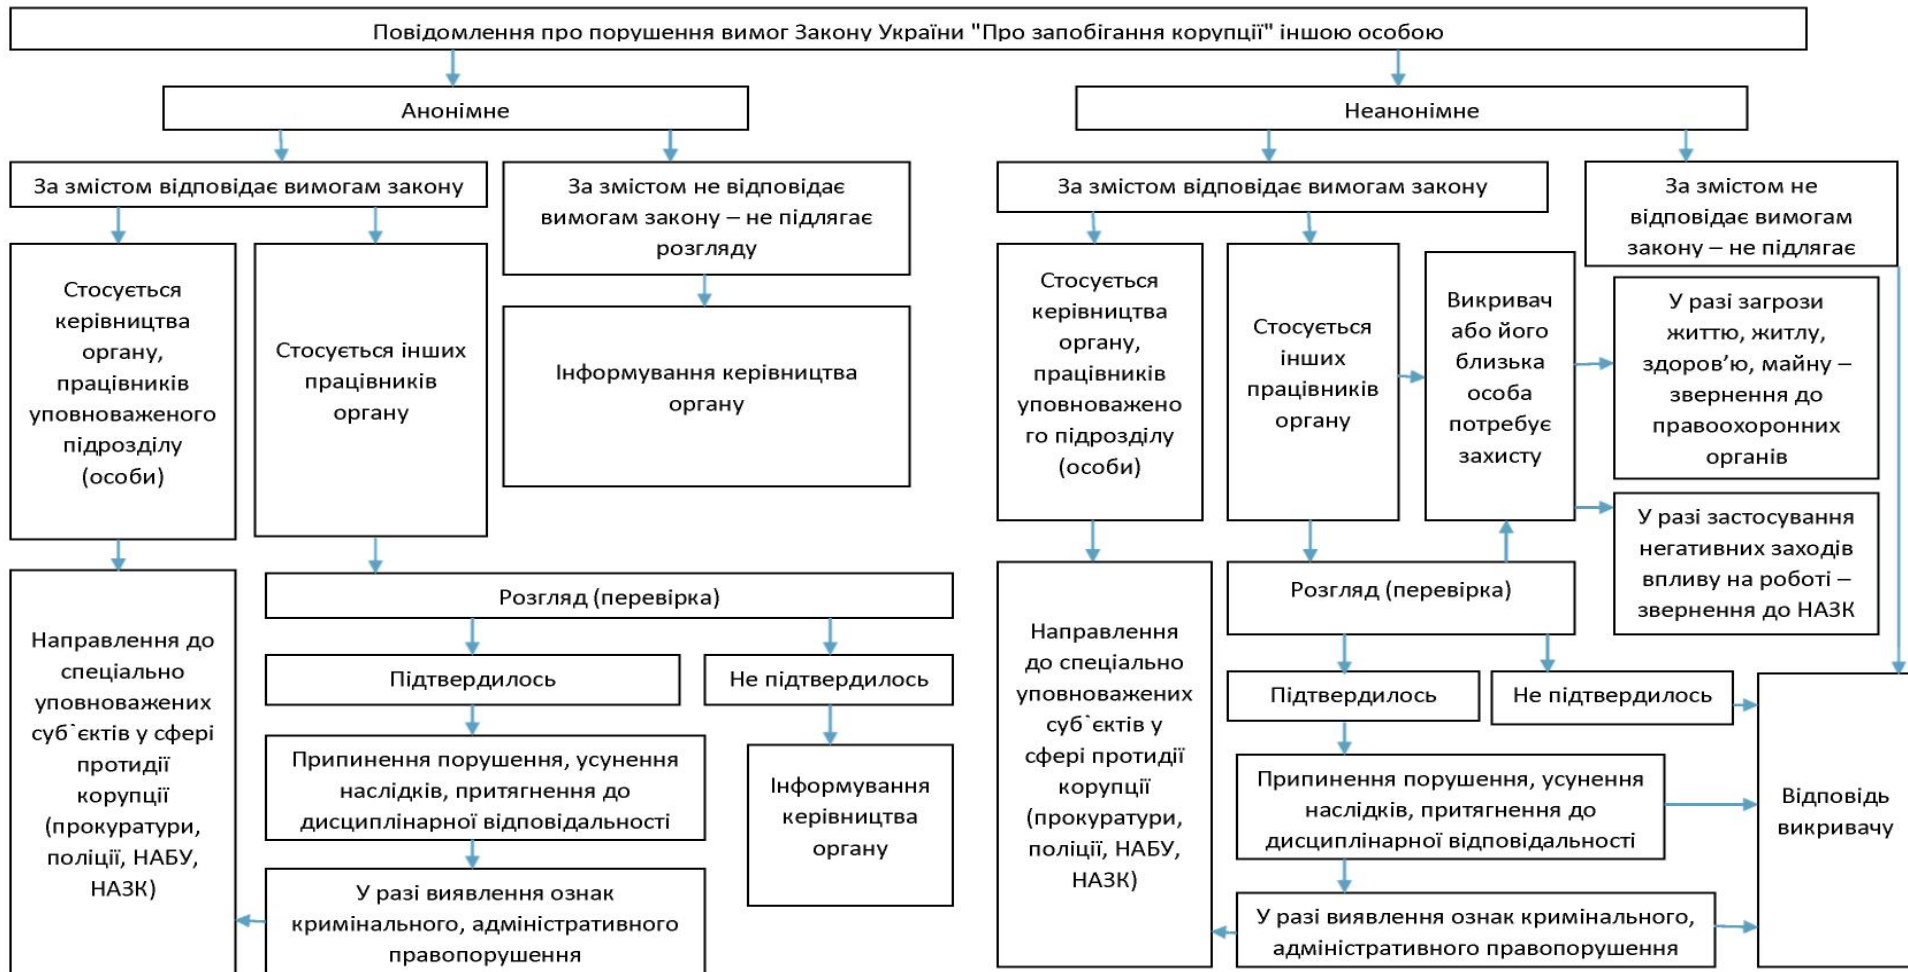 Повідомлення про порушення вимог Закону України "Про запобігання корупції" іншою особою
Анонімне
За змістом відповідає вимогам закону
За змістом не відповідає
вимогам закону – не підлягає
розгляду
Стосується
керівництва
органу,
працівників
уповноваженого
підрозділу
(особи)
Стосується інших
працівників
органу
Інформування керівництва
органу
Направлення до
спеціально
уповноважених
суб`єктів у сфері
протидії
корупції
(прокуратури,
поліції, НАБУ,
НАЗК)
Розгляд (перевірка)
Підтвердилось
Не підтвердилось
Припинення порушення, усунення
наслідків, притягнення до
дисциплінарної відповідальності
Інформування
керівництва
органу
У разі виявлення ознак
кримінального, адміністративного
правопорушення
Неанонімне
За змістом відповідає вимогам закону
За змістом не
відповідає вимогам
закону – не підлягає
Стосується
керівництва
органу,
працівників
уповноважено
го підрозділу
(особи)
Стосується
інших
працівників
органу
Викривач
або його
близька
особа
потребує
захисту
У разі загрози
життю, житлу,
здоров’ю, майну –
звернення до
правоохоронних
органів
У разі застосування
негативних заходів
впливу на роботі –
звернення до НАЗК
Направлення
до спеціально
уповноважених
суб`єктів у
сфері протидії
корупції
(прокуратури,
поліції, НАБУ,
НАЗК)
Розгляд (перевірка)
Підтвердилось
Не підтвердилось
Припинення порушення, усунення
наслідків, притягнення до
дисциплінарної відповідальності
У разі виявлення ознак кримінального,
адміністративного правопорушення
Відповідь
викривачу